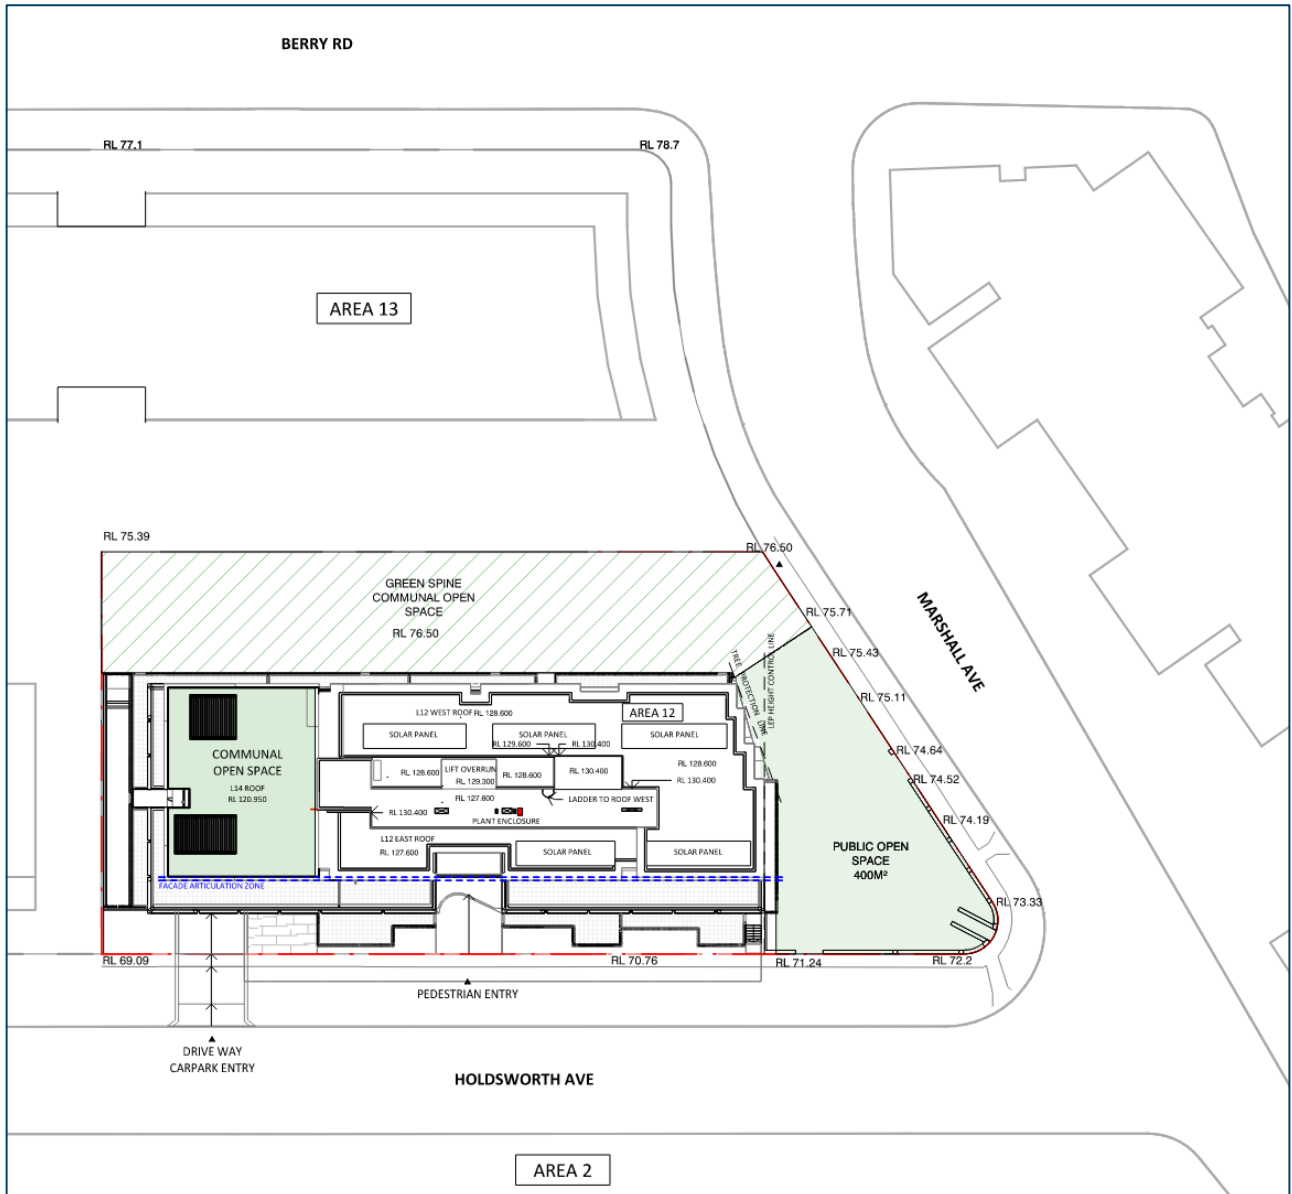 BERRY RD
RL 77.1
RL 78.7
AREA 13
RL 75.39
RL 76.50
GREEN SPINE
COMMUNAL OPEN
SPACE
RL 76.50
RL 75.71
MARSHALL AVE
RL 75.43
TREE PROTECTION LINE
LEP HEIGHT CONTROL LINE
RL 75.11
L12 WEST ROOF RL 128.600
AREA 12
SOLAR PANEL
SOLAR PANEL
SOLAR PANEL
RL 129.600
RL 130.400
RL 74.64
COMMUNAL
OPEN SPACE
L14 ROOF
RL 120.950
RL 128.600
LIFT OVERRUN
RL 129.300
RL 128.600
RL 130.400
RL 128.600
RL 130.400
RL 74.52
RL 127.600
LADDER TO ROOF WEST
RL 130.400
PLANT ENCLOSURE
RL 74.19
L12 EAST ROOF
RL 127.600
SOLAR PANEL
SOLAR PANEL
PUBLIC OPEN
SPACE
400M²
FACADE ARTICULATION ZONE
RL 73.33
RL 69.09
RL 70.76
RL 71.24
RL 72.2
PEDESTRIAN ENTRY
DRIVE WAY
CARPARK ENTRY
HOLDSWORTH AVE
AREA 2